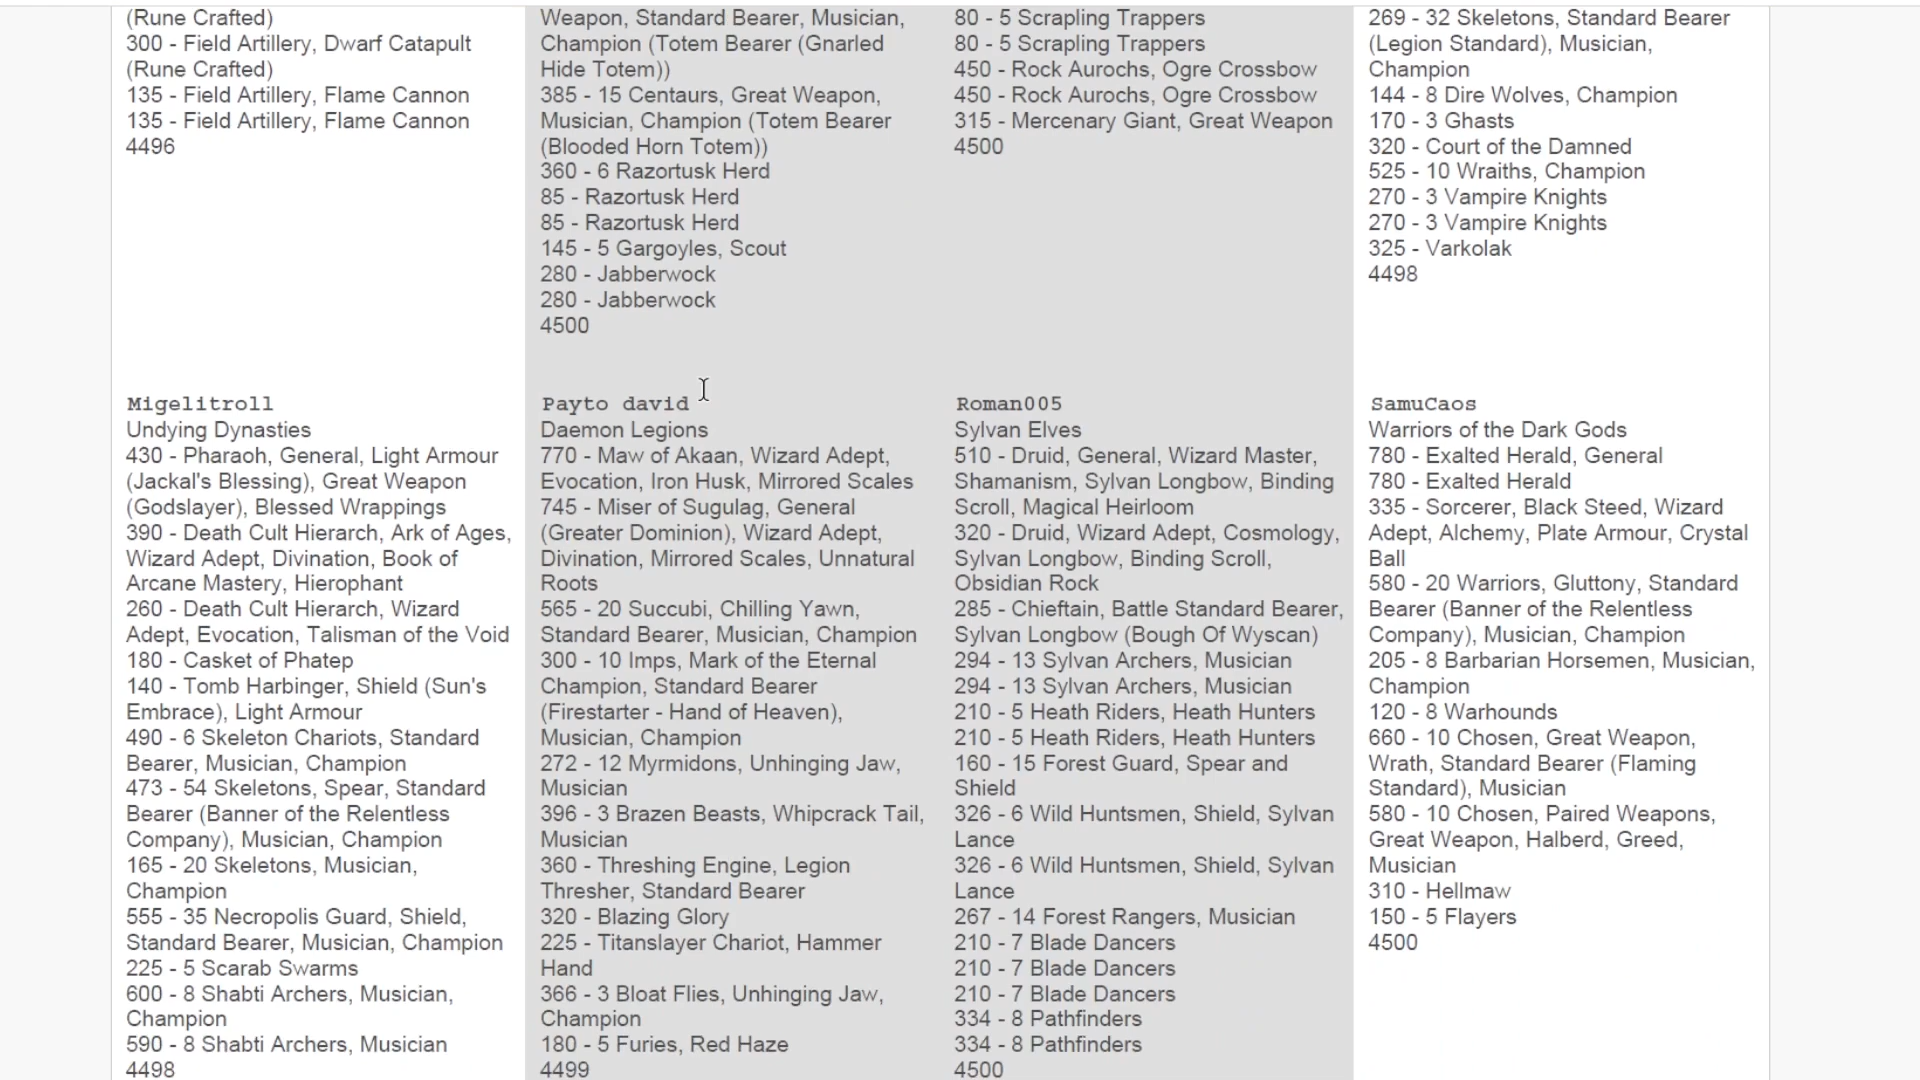 (Rune Crafted)
300 - Field Artillery, Dwarf Catapult
(Rune Crafted)
135 - Field Artillery, Flame Cannon
135 - Field Artillery, Flame Cannon
4496
Weapon, Standard Bearer, Musician,
Champion (Totem Bearer (Gnarled
Hide Totem))
385 - 15 Centaurs, Great Weapon,
Musician, Champion (Totem Bearer
(Blooded Horn Totem))
360 - 6 Razortusk Herd
85 - Razortusk Herd
85 - Razortusk Herd
145 - 5 Gargoyles, Scout
280 - Jabberwock
280 - Jabberwock
4500
80 - 5 Scrapling Trappers
80 - 5 Scrapling Trappers
450 - Rock Aurochs, Ogre Crossbow
450 - Rock Aurochs, Ogre Crossbow
315 - Mercenary Giant, Great Weapon
4500
269 - 32 Skeletons, Standard Bearer
(Legion Standard), Musician,
Champion
144 - 8 Dire Wolves, Champion
170 - 3 Ghasts
320 - Court of the Damned
525 - 10 Wraiths, Champion
270 - 3 Vampire Knights
270 - 3 Vampire Knights
325 - Varkolak
4498
Migelitroll
Undying Dynasties
430 - Pharaoh, General, Light Armour
(Jackal's Blessing), Great Weapon
(Godslayer), Blessed Wrappings
390 - Death Cult Hierarch, Ark of Ages,
Wizard Adept, Divination, Book of
Arcane Mastery, Hierophant
260 - Death Cult Hierarch, Wizard
Adept, Evocation, Talisman of the Void
180 - Casket of Phatep
140 - Tomb Harbinger, Shield (Sun's
Embrace), Light Armour
490 - 6 Skeleton Chariots, Standard
Bearer, Musician, Champion
473 - 54 Skeletons, Spear, Standard
Bearer (Banner of the Relentless
Company), Musician, Champion
165 - 20 Skeletons, Musician,
Champion
555 - 35 Necropolis Guard, Shield,
Standard Bearer, Musician, Champion
225 - 5 Scarab Swarms
600 - 8 Shabti Archers, Musician,
Champion
590 - 8 Shabti Archers, Musician
4498
Payto david
Daemon Legions
770 - Maw of Akaan, Wizard Adept,
Evocation, Iron Husk, Mirrored Scales
745 - Miser of Sugulag, General
(Greater Dominion), Wizard Adept,
Divination, Mirrored Scales, Unnatural
Roots
565 - 20 Succubi, Chilling Yawn,
Standard Bearer, Musician, Champion
300 - 10 Imps, Mark of the Eternal
Champion, Standard Bearer
(Firestarter - Hand of Heaven),
Musician, Champion
272 - 12 Myrmidons, Unhinging Jaw,
Musician
396 - 3 Brazen Beasts, Whipcrack Tail,
Musician
360 - Threshing Engine, Legion
Thresher, Standard Bearer
320 - Blazing Glory
225 - Titanslayer Chariot, Hammer
Hand
366 - 3 Bloat Flies, Unhinging Jaw,
Champion
180 - 5 Furies, Red Haze
4499
Roman005
Sylvan Elves
510 - Druid, General, Wizard Master,
Shamanism, Sylvan Longbow, Binding
Scroll, Magical Heirloom
320 - Druid, Wizard Adept, Cosmology,
Sylvan Longbow, Binding Scroll,
Obsidian Rock
285 - Chieftain, Battle Standard Bearer,
Sylvan Longbow (Bough Of Wyscan)
294 - 13 Sylvan Archers, Musician
294 - 13 Sylvan Archers, Musician
210 - 5 Heath Riders, Heath Hunters
210 - 5 Heath Riders, Heath Hunters
160 - 15 Forest Guard, Spear and
Shield
326 - 6 Wild Huntsmen, Shield, Sylvan
Lance
326 - 6 Wild Huntsmen, Shield, Sylvan
Lance
267 - 14 Forest Rangers, Musician
210 - 7 Blade Dancers
210 - 7 Blade Dancers
210 - 7 Blade Dancers
334 - 8 Pathfinders
334 - 8 Pathfinders
4500
SamuCaos
Warriors of the Dark Gods
780 - Exalted Herald, General
780 - Exalted Herald
335 - Sorcerer, Black Steed, Wizard
Adept, Alchemy, Plate Armour, Crystal
Ball
580 - 20 Warriors, Gluttony, Standard
Bearer (Banner of the Relentless
Company), Musician, Champion
205 - 8 Barbarian Horsemen, Musician,
Champion
120 - 8 Warhounds
660 - 10 Chosen, Great Weapon,
Wrath, Standard Bearer (Flaming
Standard), Musician
580 - 10 Chosen, Paired Weapons,
Great Weapon, Halberd, Greed,
Musician
310 - Hellmaw
150 - 5 Flayers
4500